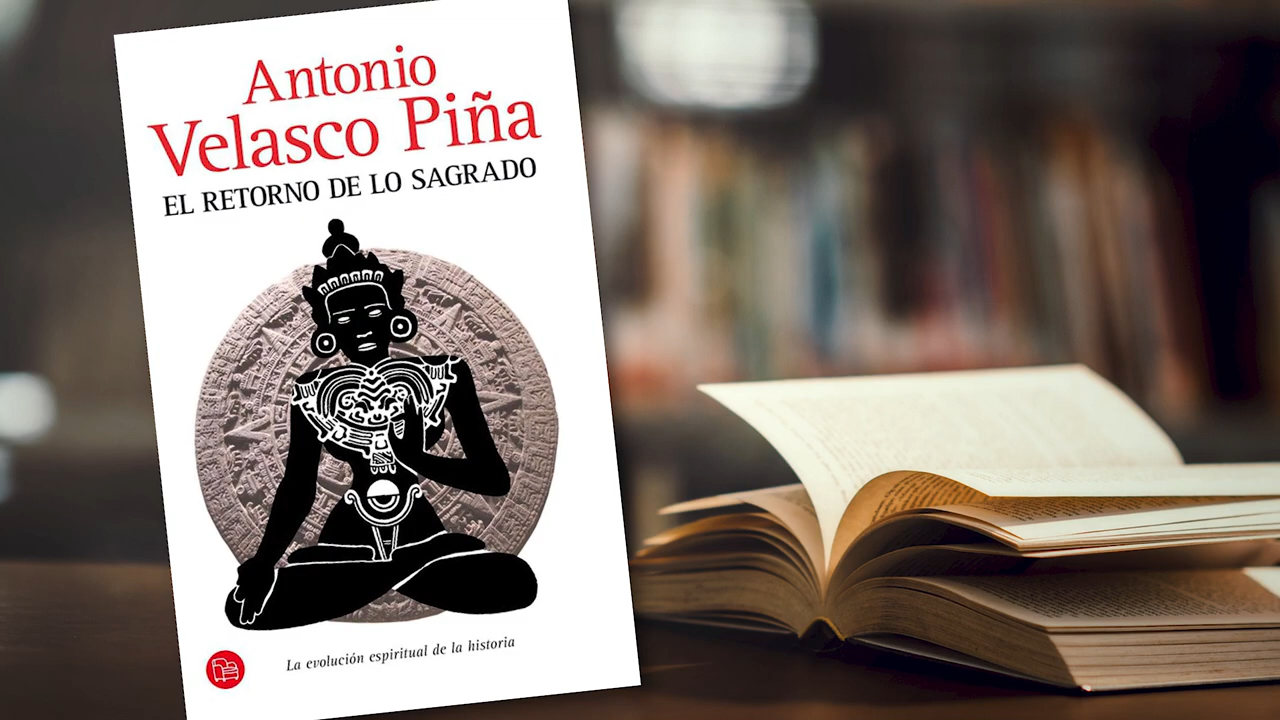 Antonio
Velasco Piña
EL RETORNO DE LO SAGRADO
La evolución espiritual de la historia